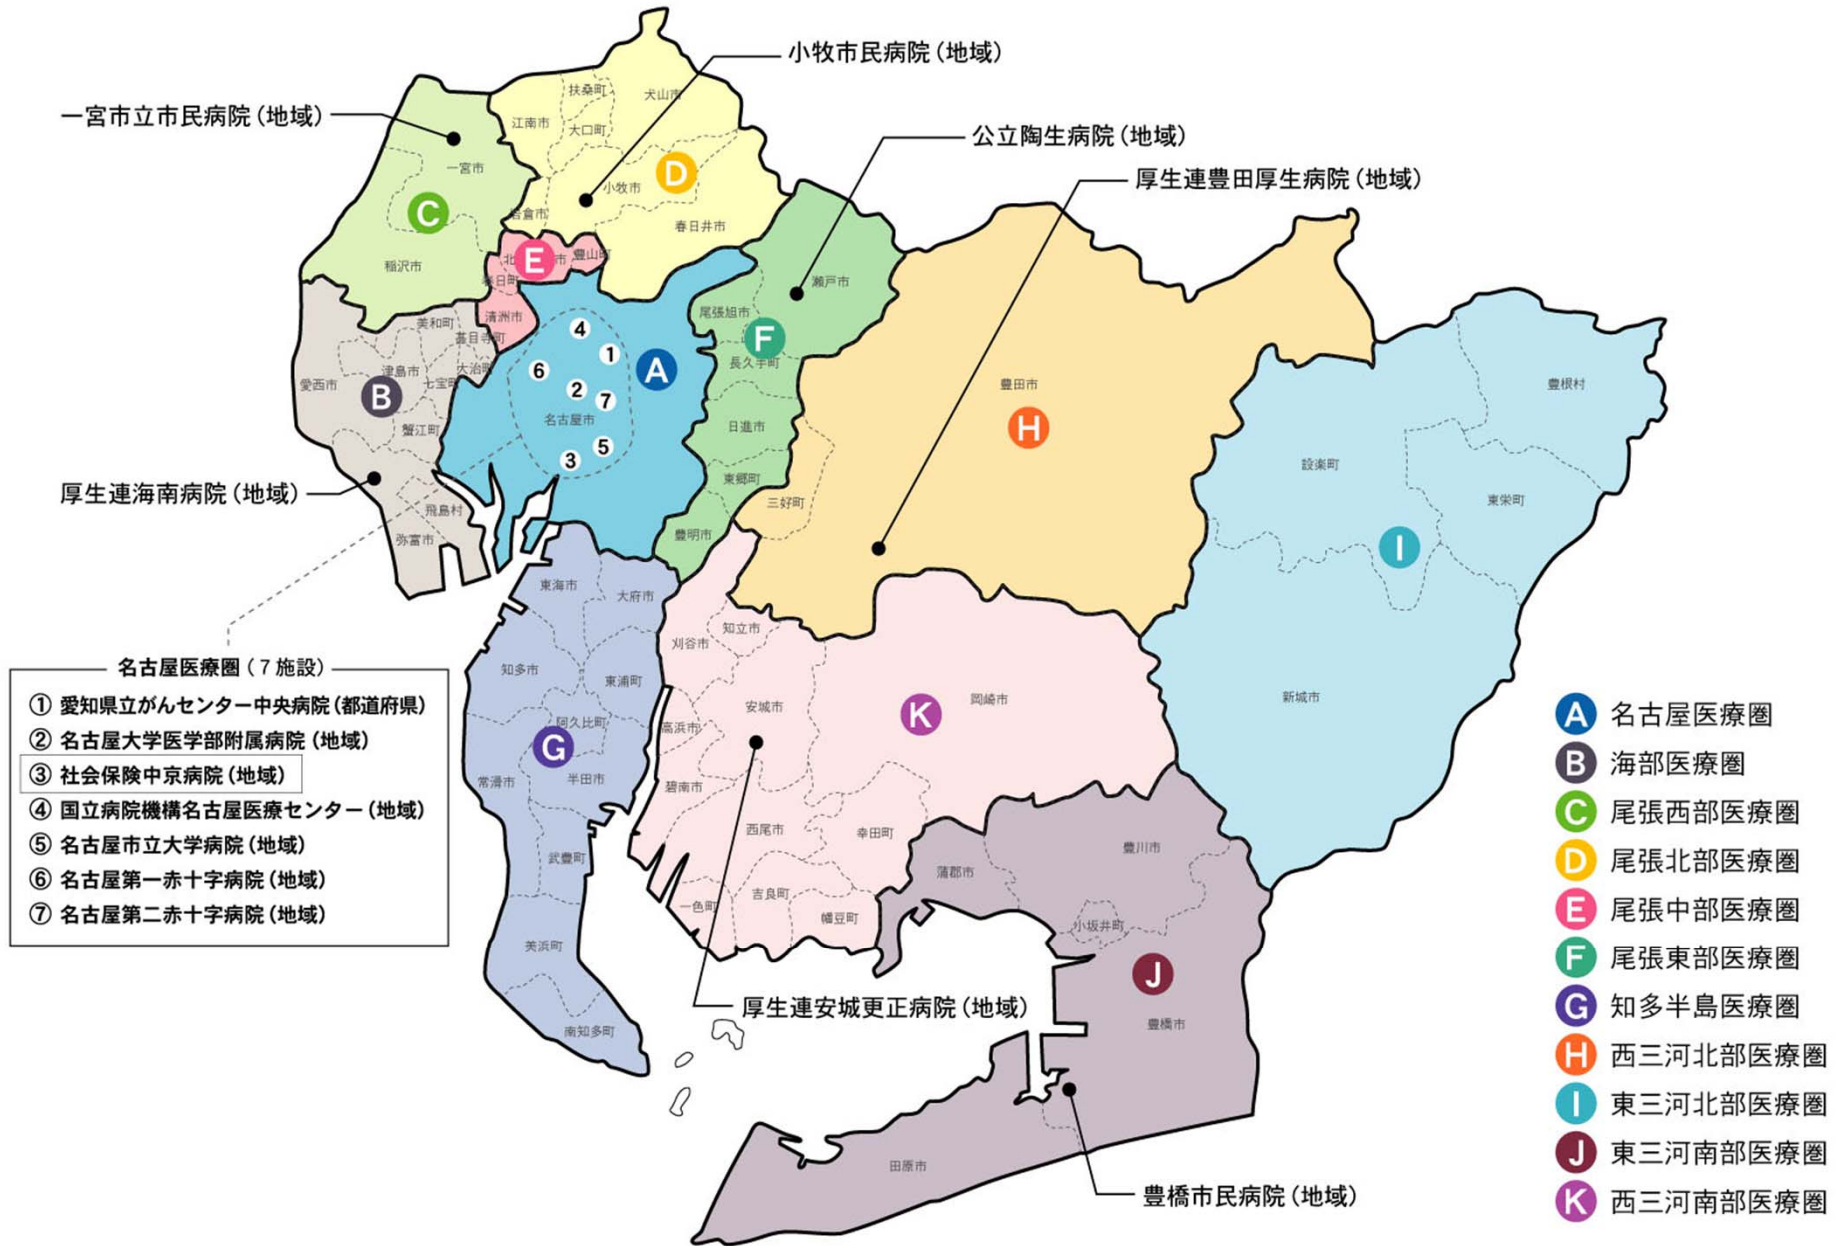 小牧市民病院（地域）
一宮市立市民病院（地域）
公立陶生病院（地域）
厚生連豊田厚生病院（地域）
扶桑町
犬山市
江南市
大口町
一宮市
D
小牧市
C
岩倉市
春日井市
稲沢市
E
豊山町
春日町
清洲市
瀬戸市
尾張旭市
F
長久手町
美和町
甚目寺町
愛西市
津島市
七宝町
大治町
B
蟹江町
④
①
⑥
A
②
⑦
名古屋市
⑤
③
日進市
東郷町
豊明市
豊田市
H
三好町
豊根村
設楽町
東栄町
I
新城市
厚生連海南病院（地域）
飛島村
弥富市
東海市
大府市
知多市
東浦町
阿久比町
G
常滑市
半田市
武豊町
美浜町
南知多町
刈谷市
知立市
安城市
高浜市
碧南市
K
岡崎市
西尾市
幸田町
吉良町
一色町
幡豆町
蒲郡市
豊川市
小坂井町
J
豊橋市
田原市
厚生連安城更正病院（地域）
豊橋市民病院（地域）
名古屋医療圏（７施設）
① 愛知県立がんセンター中央病院（都道府県）
② 名古屋大学医学部附属病院（地域）
③ 社会保険中京病院（地域）
④ 国立病院機構名古屋医療センター（地域）
⑤ 名古屋市立大学病院（地域）
⑥ 名古屋第一赤十字病院（地域）
⑦ 名古屋第二赤十字病院（地域）
A 名古屋医療圏
B 海部医療圏
C 尾張西部医療圏
D 尾張北部医療圏
E 尾張中部医療圏
F 尾張東部医療圏
G 知多半島医療圏
H 西三河北部医療圏
I 東三河北部医療圏
J 東三河南部医療圏
K 西三河南部医療圏